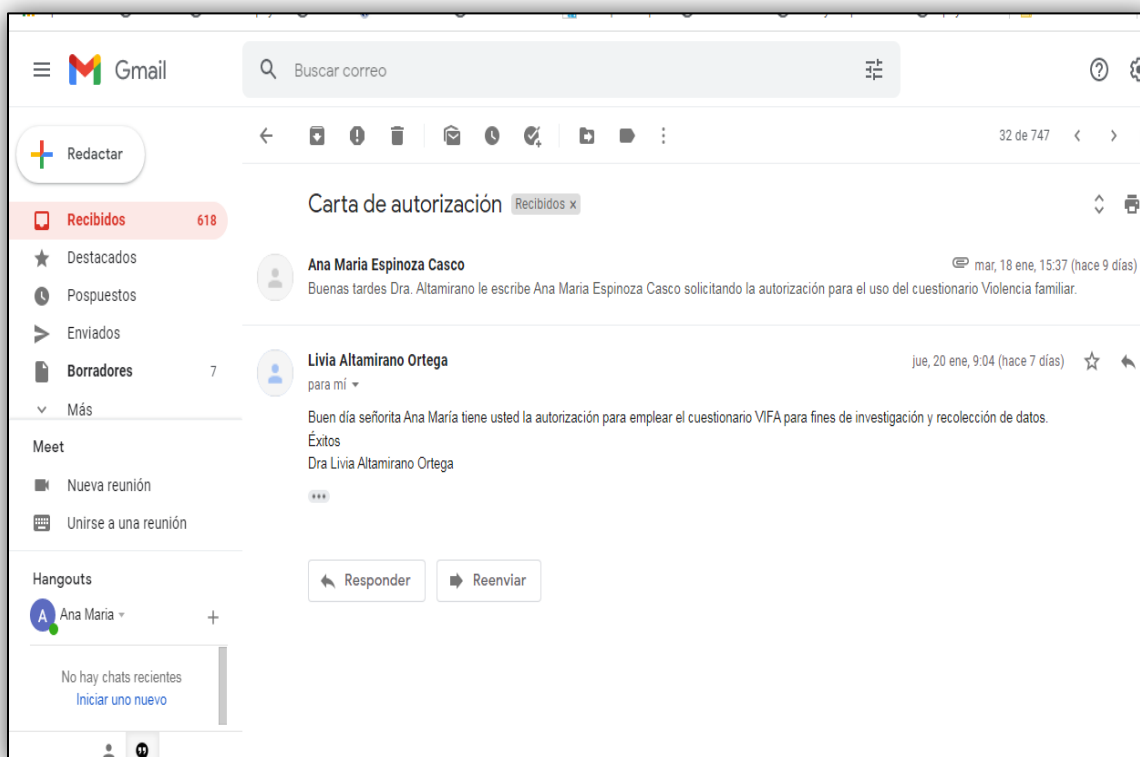 Gmail
Buscar correo
Redactar
32 de 747
Carta de autorización Recibidos x
Recibidos 618
Destacados
Pospuestos
Enviados
Borradores 7
Más
Ana Maria Espinoza Casco mar, 18 ene, 15:37 (hace 9 días)
Buenas tardes Dra. Altamirano le escribe Ana Maria Espinoza Casco solicitando la autorización para el uso del cuestionario Violencia familiar.
Livia Altamirano Ortega jue, 20 ene, 9:04 (hace 7 días)
para mí
Buen día señorita Ana María tiene usted la autorización para emplear el cuestionario VIFA para fines de investigación y recolección de datos.
Éxitos
Dra Livia Altamirano Ortega
Responder
Reenviar
Meet
Nueva reunión
Unirse a una reunión
Hangouts
A Ana Maria
No hay chats recientes
Iniciar uno nuevo